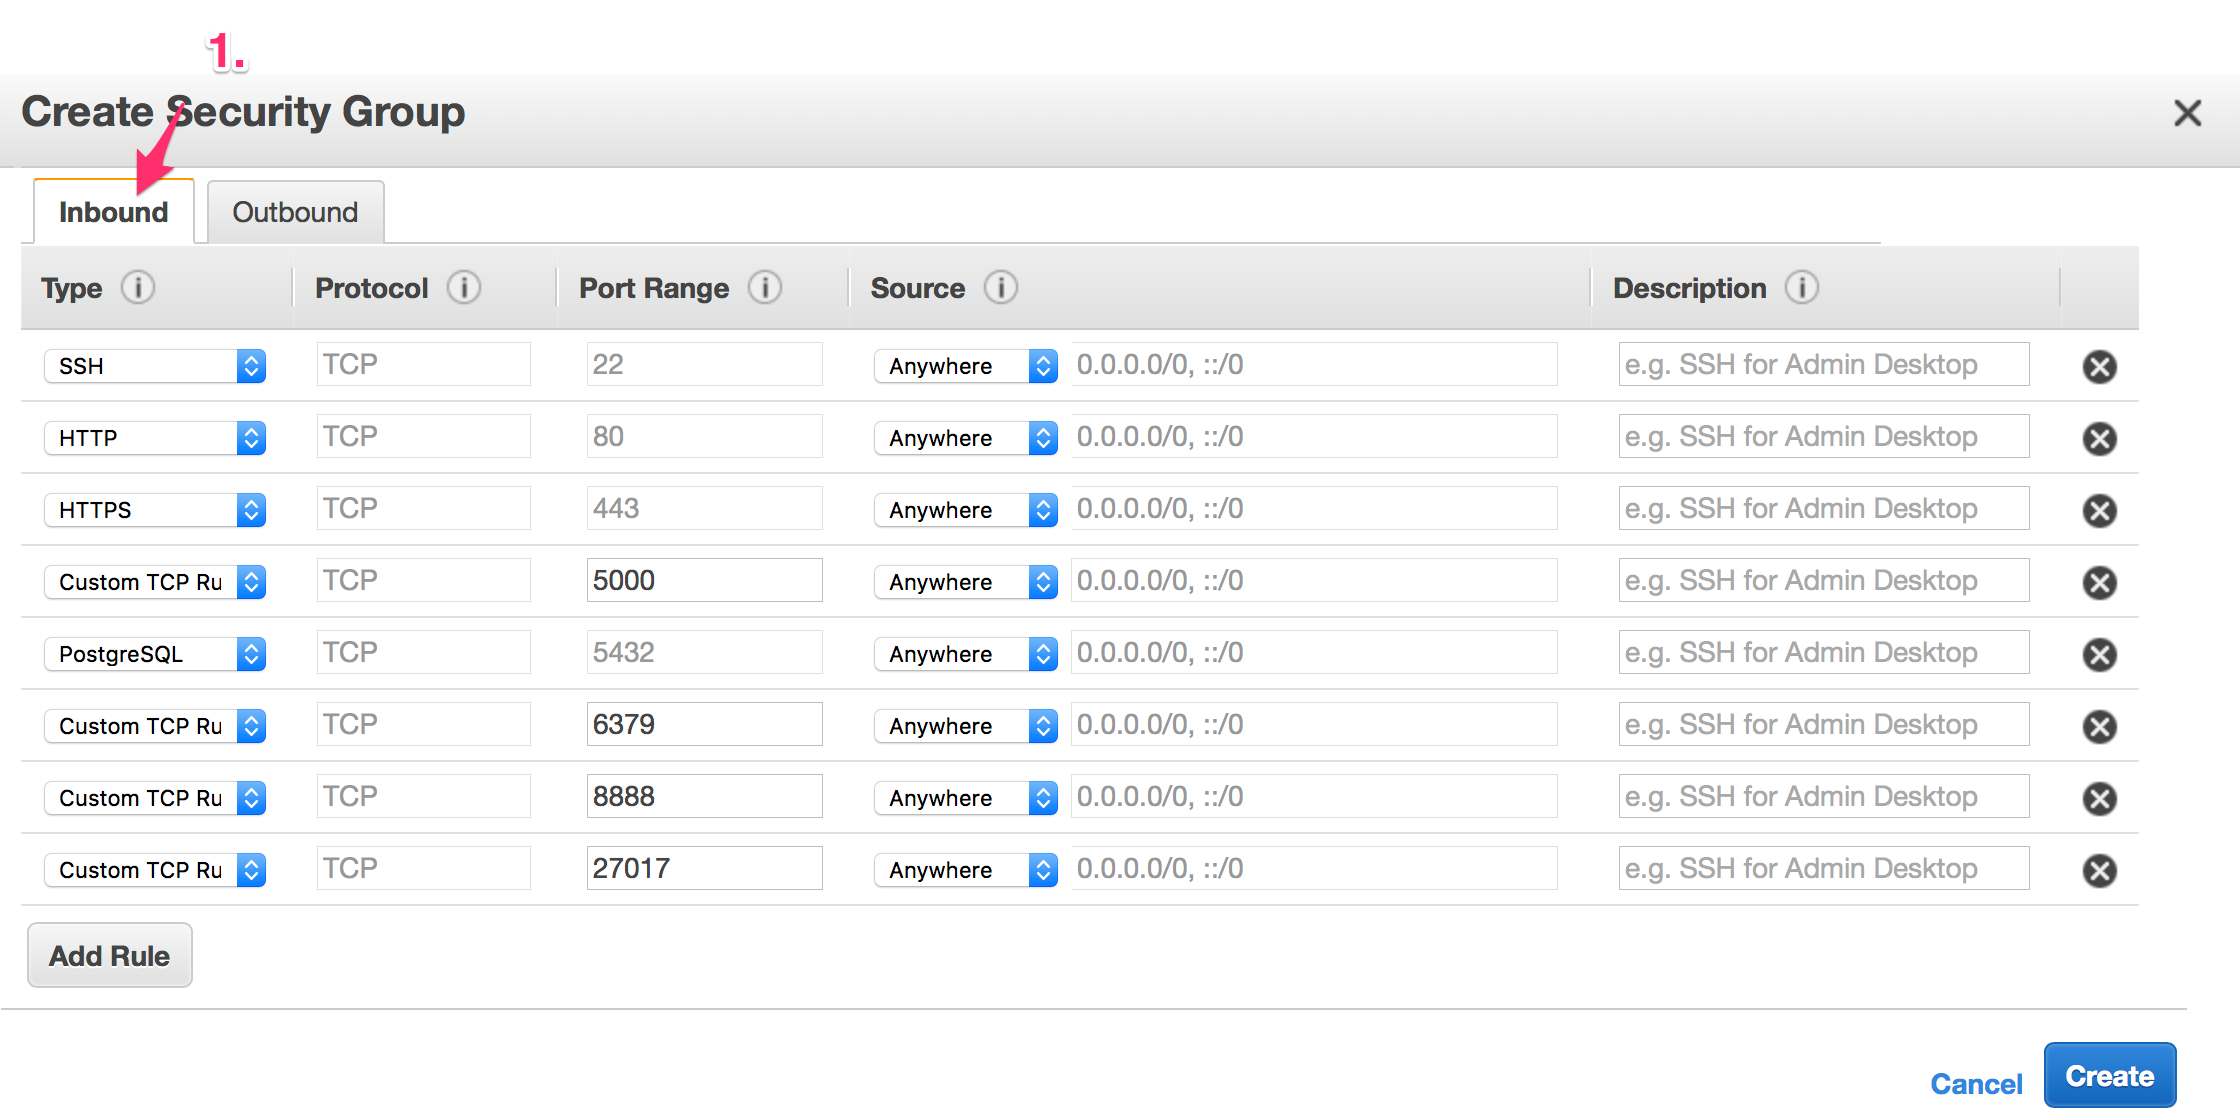 1.
Create Security Group
Inbound Outbound
Type Protocol Port Range Source Description
SSH TCP 22 Anywhere 0.0.0.0/0, ::/0 e.g. SSH for Admin Desktop
HTTP TCP 80 Anywhere 0.0.0.0/0, ::/0 e.g. SSH for Admin Desktop
HTTPS TCP 443 Anywhere 0.0.0.0/0, ::/0 e.g. SSH for Admin Desktop
Custom TCP Ru TCP 5000 Anywhere 0.0.0.0/0, ::/0 e.g. SSH for Admin Desktop
PostgreSQL TCP 5432 Anywhere 0.0.0.0/0, ::/0 e.g. SSH for Admin Desktop
Custom TCP Ru TCP 6379 Anywhere 0.0.0.0/0, ::/0 e.g. SSH for Admin Desktop
Custom TCP Ru TCP 8888 Anywhere 0.0.0.0/0, ::/0 e.g. SSH for Admin Desktop
Custom TCP Ru TCP 27017 Anywhere 0.0.0.0/0, ::/0 e.g. SSH for Admin Desktop
Add Rule
Cancel Create